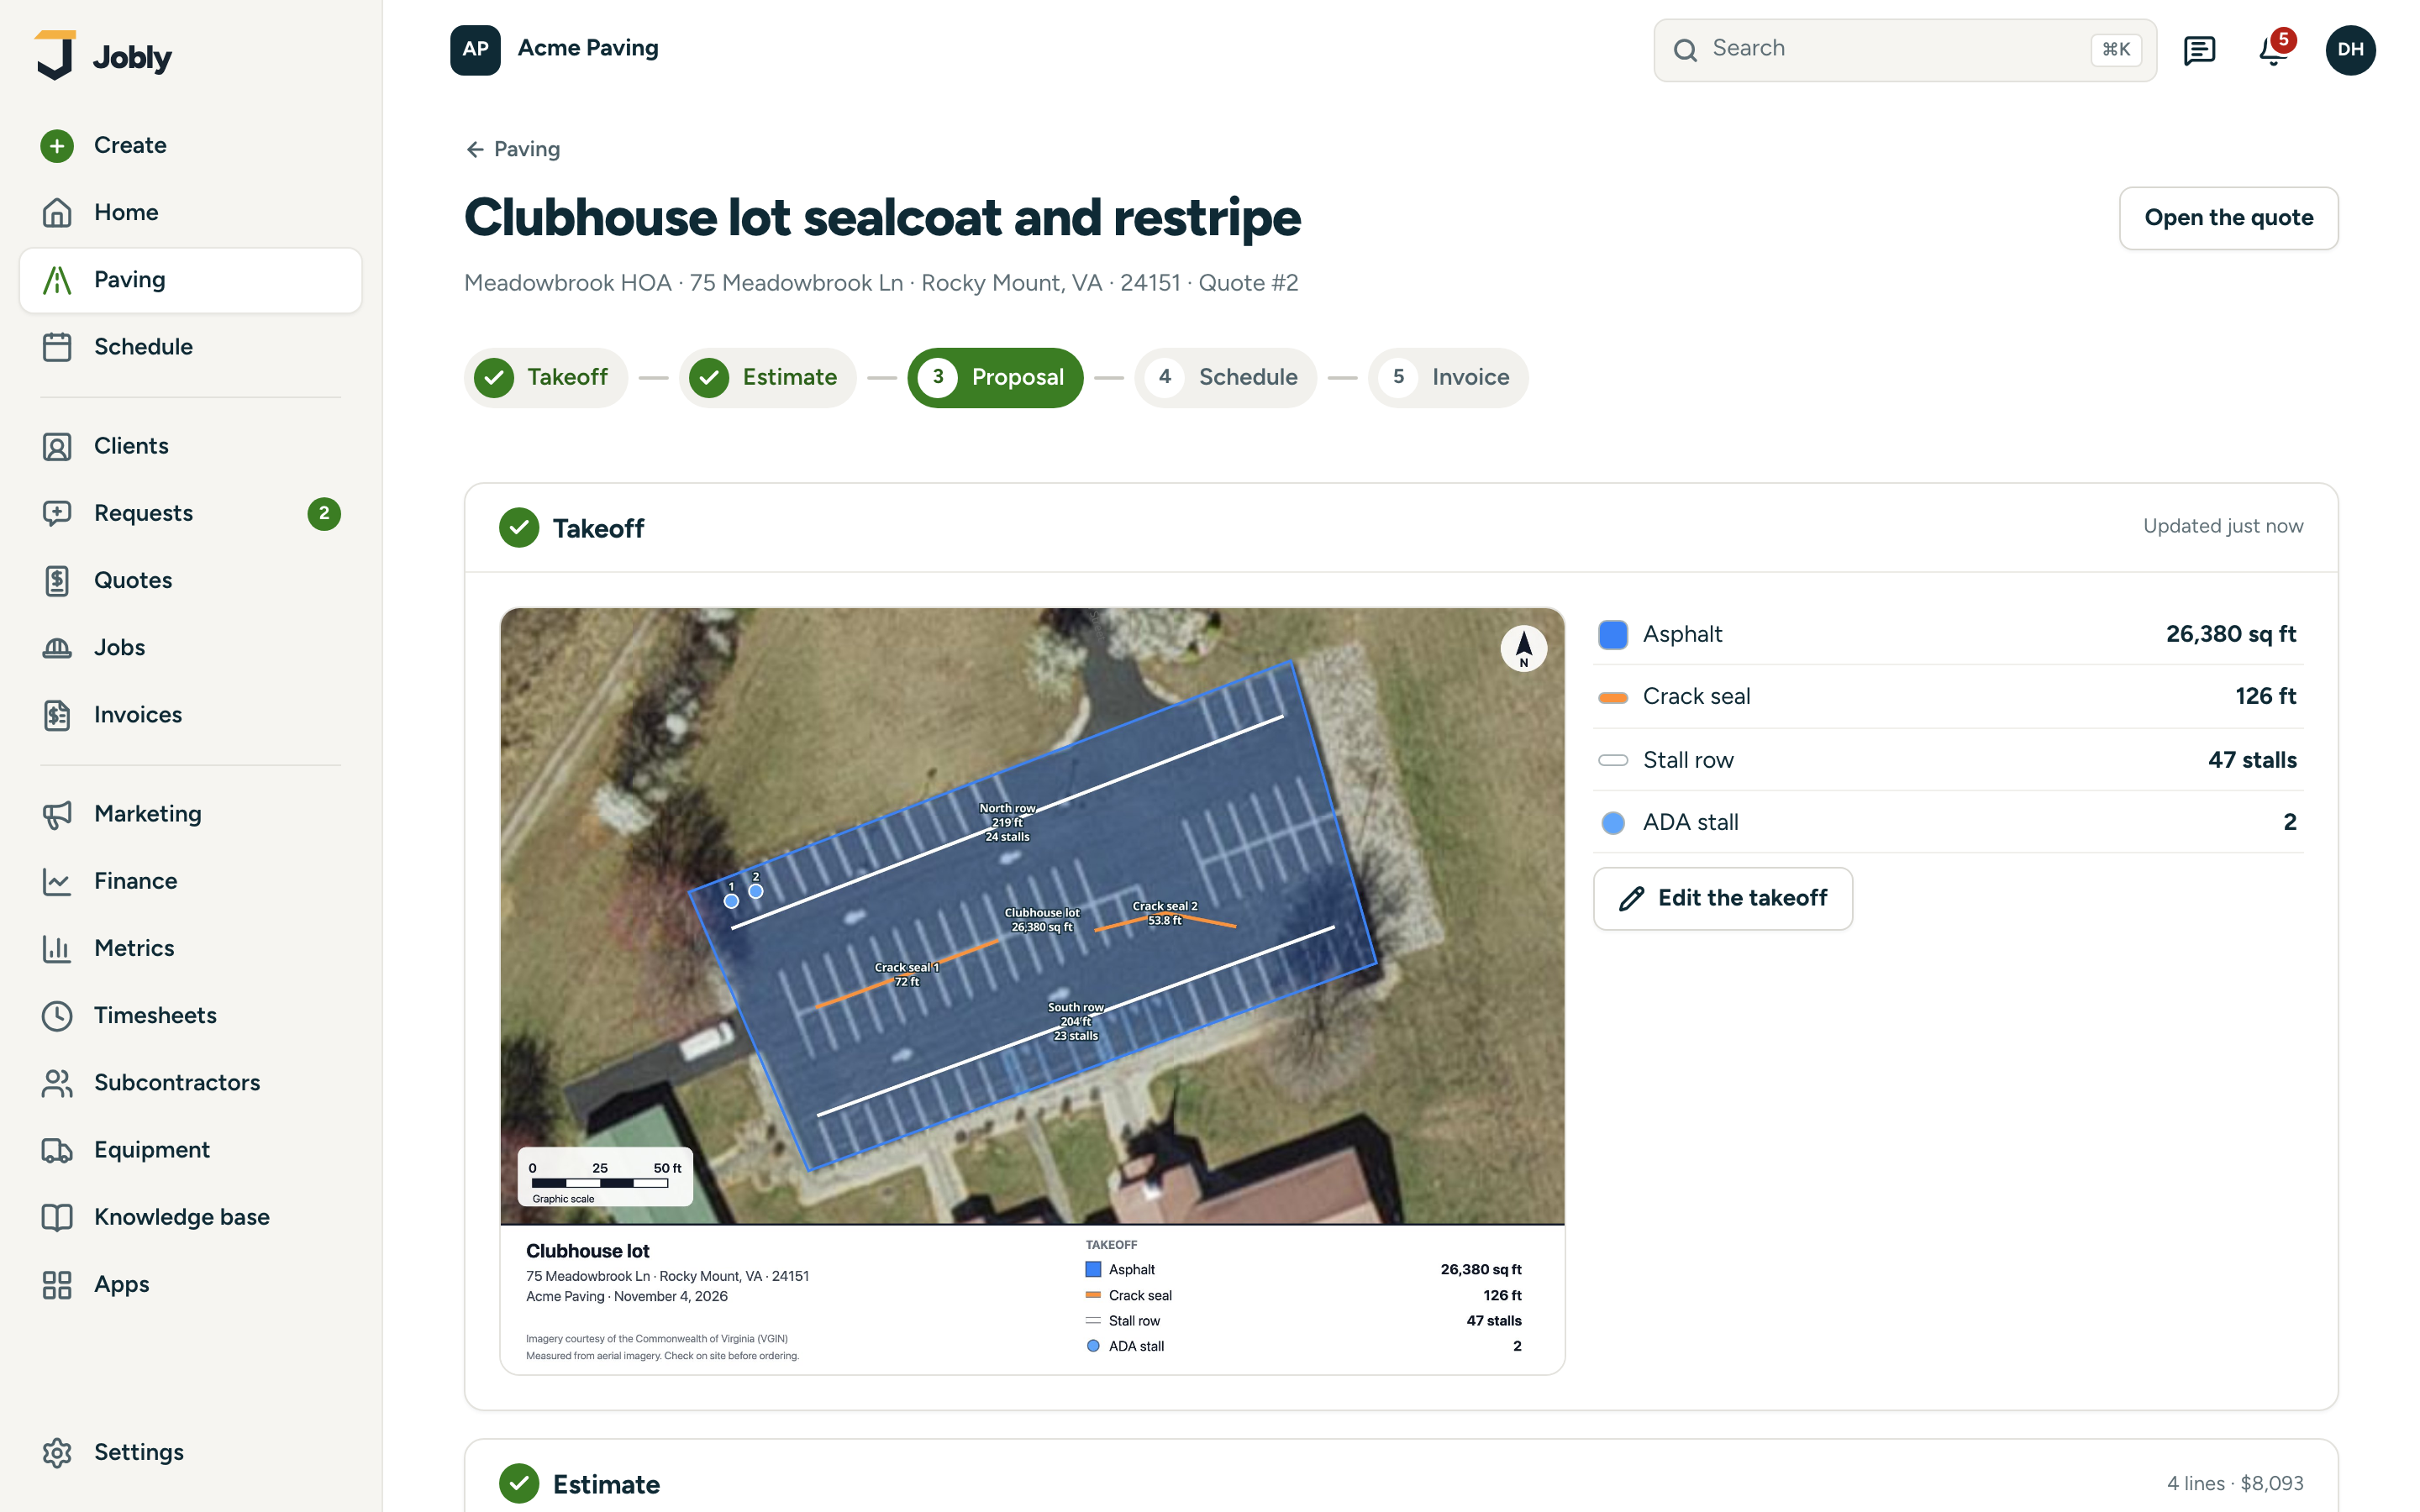 Jobly
Create
Home
Paving
Schedule
Clients
Requests 2
Quotes
Jobs
Invoices
Marketing
Finance
Metrics
Timesheets
Subcontractors
Equipment
Knowledge base
Apps
Settings
AP Acme Paving
Search ⌘K
5
DH
← Paving
Clubhouse lot sealcoat and restripe
Open the quote
Meadowbrook HOA · 75 Meadowbrook Ln · Rocky Mount, VA · 24151 · Quote #2
Takeoff
Estimate
3 Proposal
4 Schedule
5 Invoice
Takeoff
Updated just now
N
North row
219 ft
24 stalls
1
2
Clubhouse lot
26,380 sq ft
Crack seal 2
53.8 ft
Crack seal 1
72 ft
South row
204 ft
23 stalls
0 25 50 ft
Graphic scale
Clubhouse lot
75 Meadowbrook Ln · Rocky Mount, VA · 24151
Acme Paving · November 4, 2026
Imagery courtesy of the Commonwealth of Virginia (VGIN)
Measured from aerial imagery. Check on site before ordering.
TAKEOFF
Asphalt 26,380 sq ft
Crack seal 126 ft
Stall row 47 stalls
ADA stall 2
Asphalt 26,380 sq ft
Crack seal 126 ft
Stall row 47 stalls
ADA stall 2
Edit the takeoff
Estimate
4 lines · $8,093